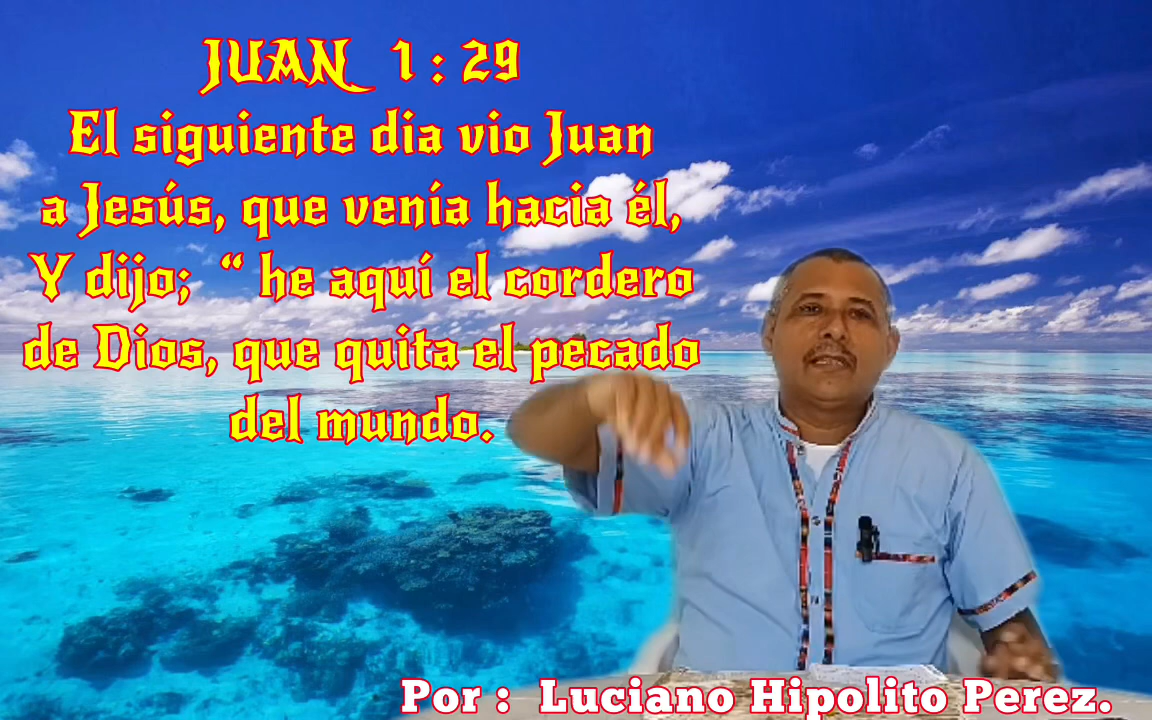 JUAN 1 : 29
El siguiente dia vio Juan
a Jesús, que venía hacia él,
Y dijo; “ he aquí el cordero
de Dios, que quita el pecado
del mundo.
Por : Luciano Hipolito Perez.